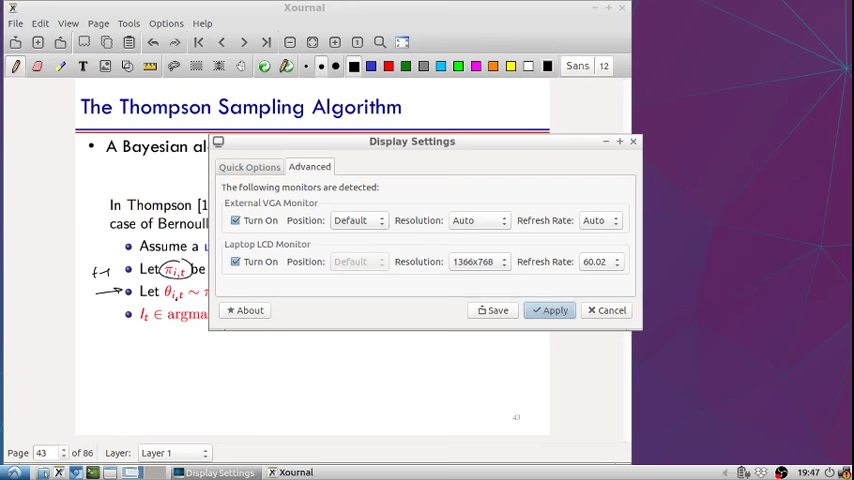 Xournal
File Edit View Page Tools Options Help
Sans 12
The Thompson Sampling Algorithm
• A Bayesian al
Display Settings
Quick Options Advanced
The following monitors are detected:
External VGA Monitor
Turn On Position: Default Resolution: Auto Refresh Rate: Auto
Laptop LCD Monitor
Turn On Position: Default Resolution: 1366x768 Refresh Rate: 60.02
About Save Apply Cancel
In Thompson [1
case of Bernoull
Assume a u
t-1 Let π_{i,t} be
Let θ_{i,t} ∼ π
I_t ∈ argma
43
Page 43 of 86 Layer: Layer 1
Display Settings Xournal 19:47